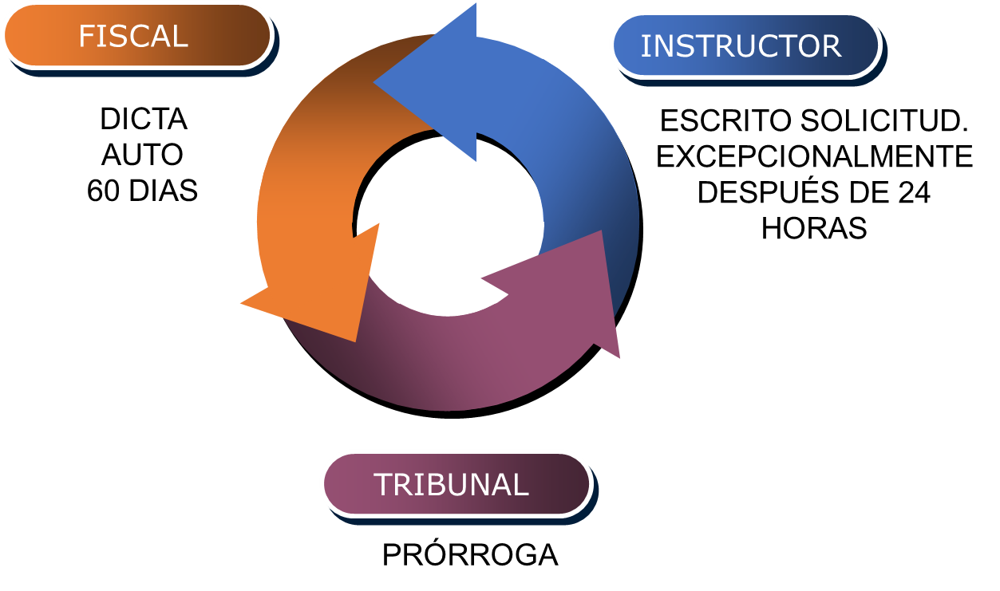 FISCAL
DICTA
AUTO
60 DIAS
INSTRUCTOR
ESCRITO SOLICITUD.
EXCEPCIONALMENTE
DESPUÉS DE 24
HORAS
TRIBUNAL
PRÓRROGA